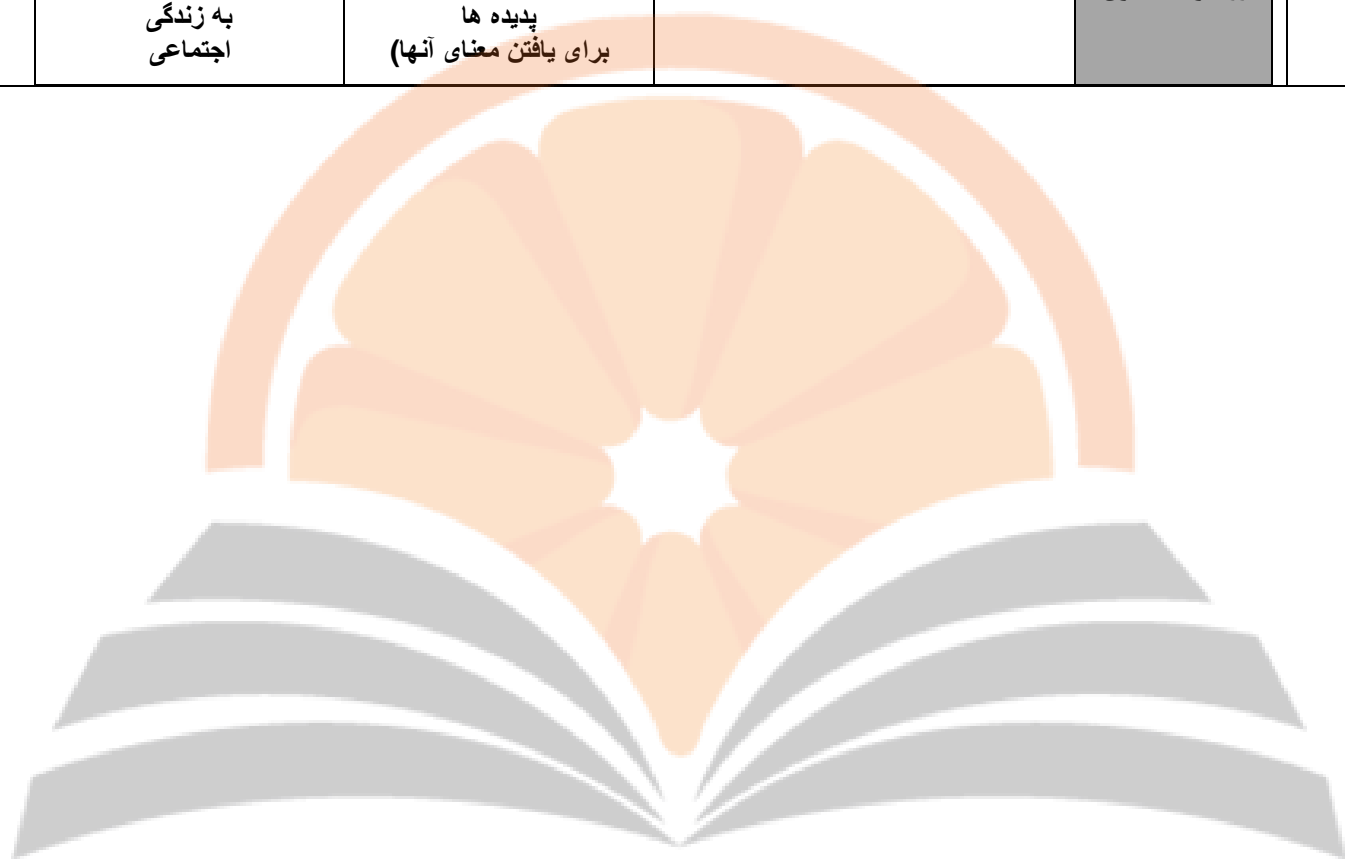 پدیده ها
برای یافتن معنای آنها)
به زندگی
اجتماعی